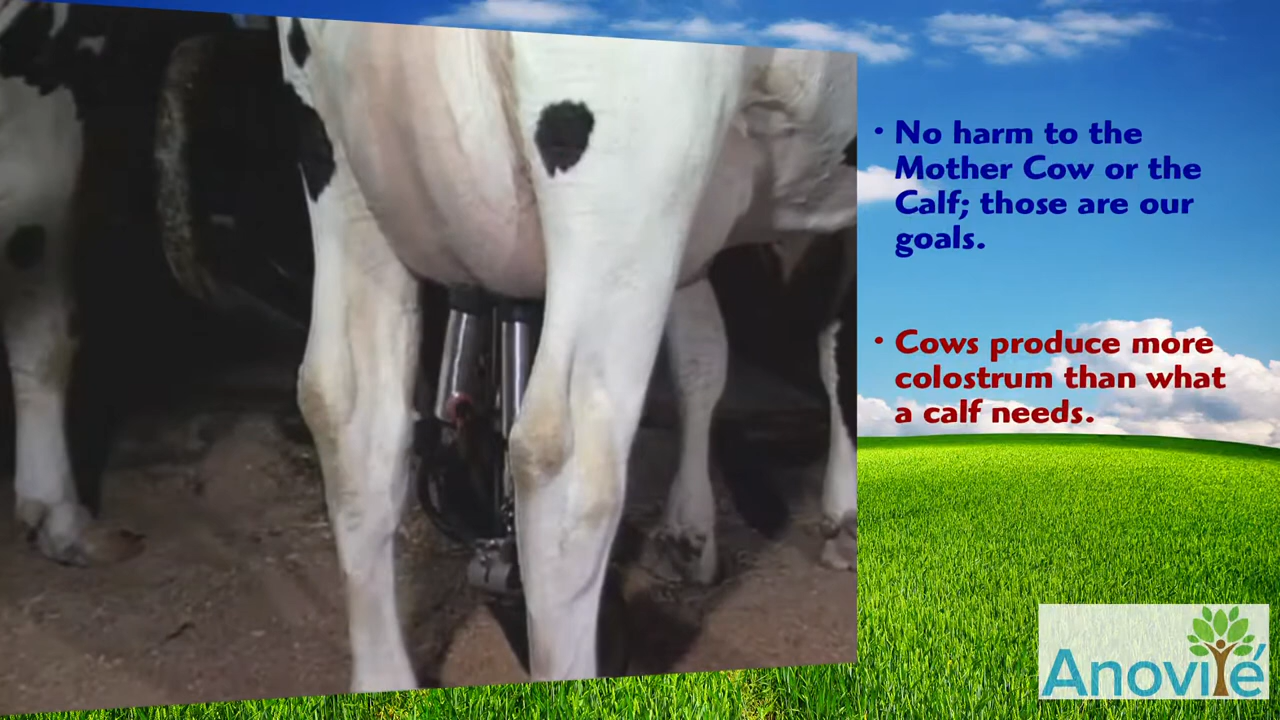 • No harm to the
Mother Cow or the
Calf; those are our
goals.
• Cows produce more
colostrum than what
a calf needs.
Anovité